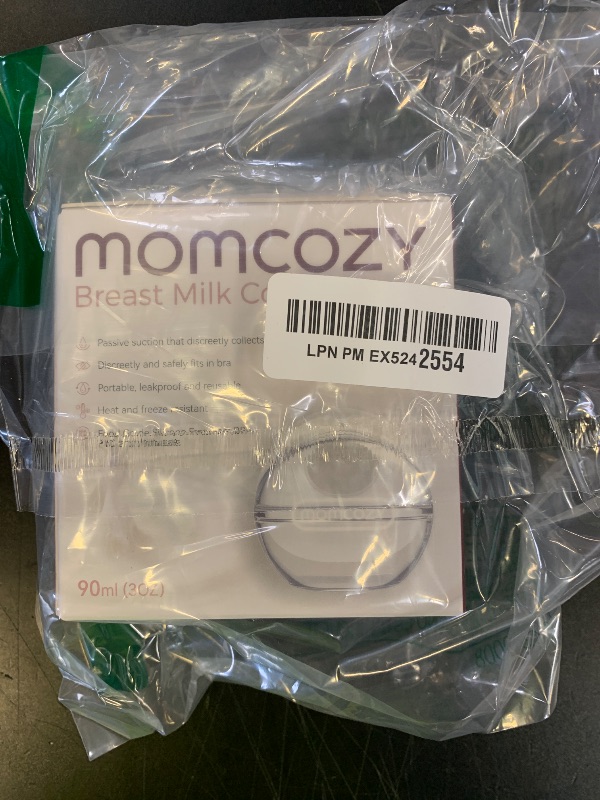 momcozy
Breast Milk Co
Passive suction that discreetly collects
Discreetly and safely fits in bra
Portable, leakproof and reusable
Heat and freeze resistant
90ml (3OZ)
LPN PM EX5242554
momcozy